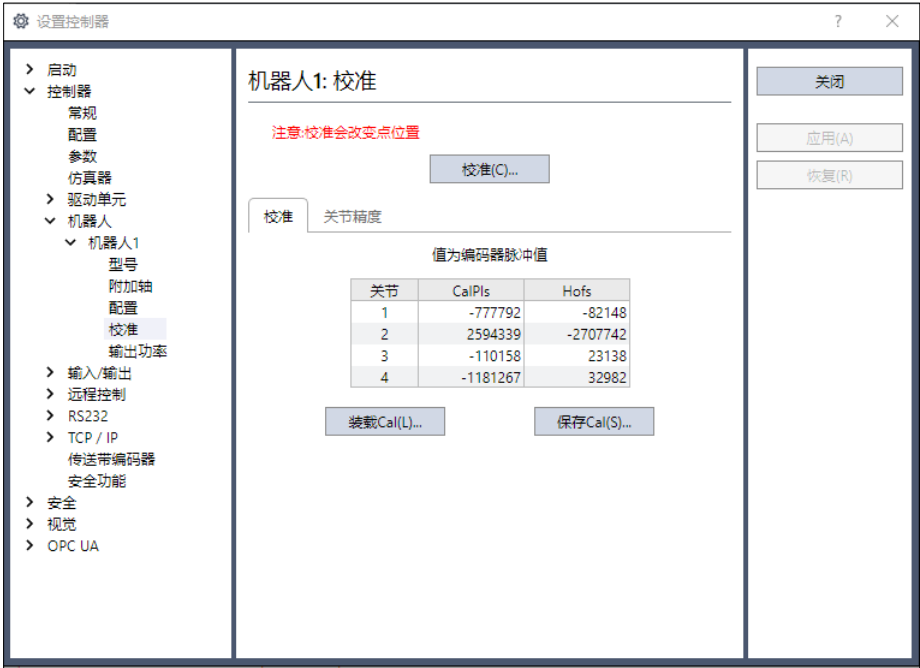 设置控制器
?
启动
控制器
常规
配置
参数
仿真器
驱动单元
机器人
机器人1
型号
附加轴
配置
校准
输出功率
输入/输出
远程控制
RS232
TCP / IP
传送带编码器
安全功能
安全
视觉
OPC UA
机器人1: 校准
注意:校准会改变点位置
校准(C)...
校准 关节精度
值为编码器脉冲值
关节 CalPls Hofs
1 -777792 -82148
2 2594339 -2707742
3 -110158 23138
4 -1181267 32982
装载Cal(L)... 保存Cal(S)...
关闭
应用(A)
恢复(R)